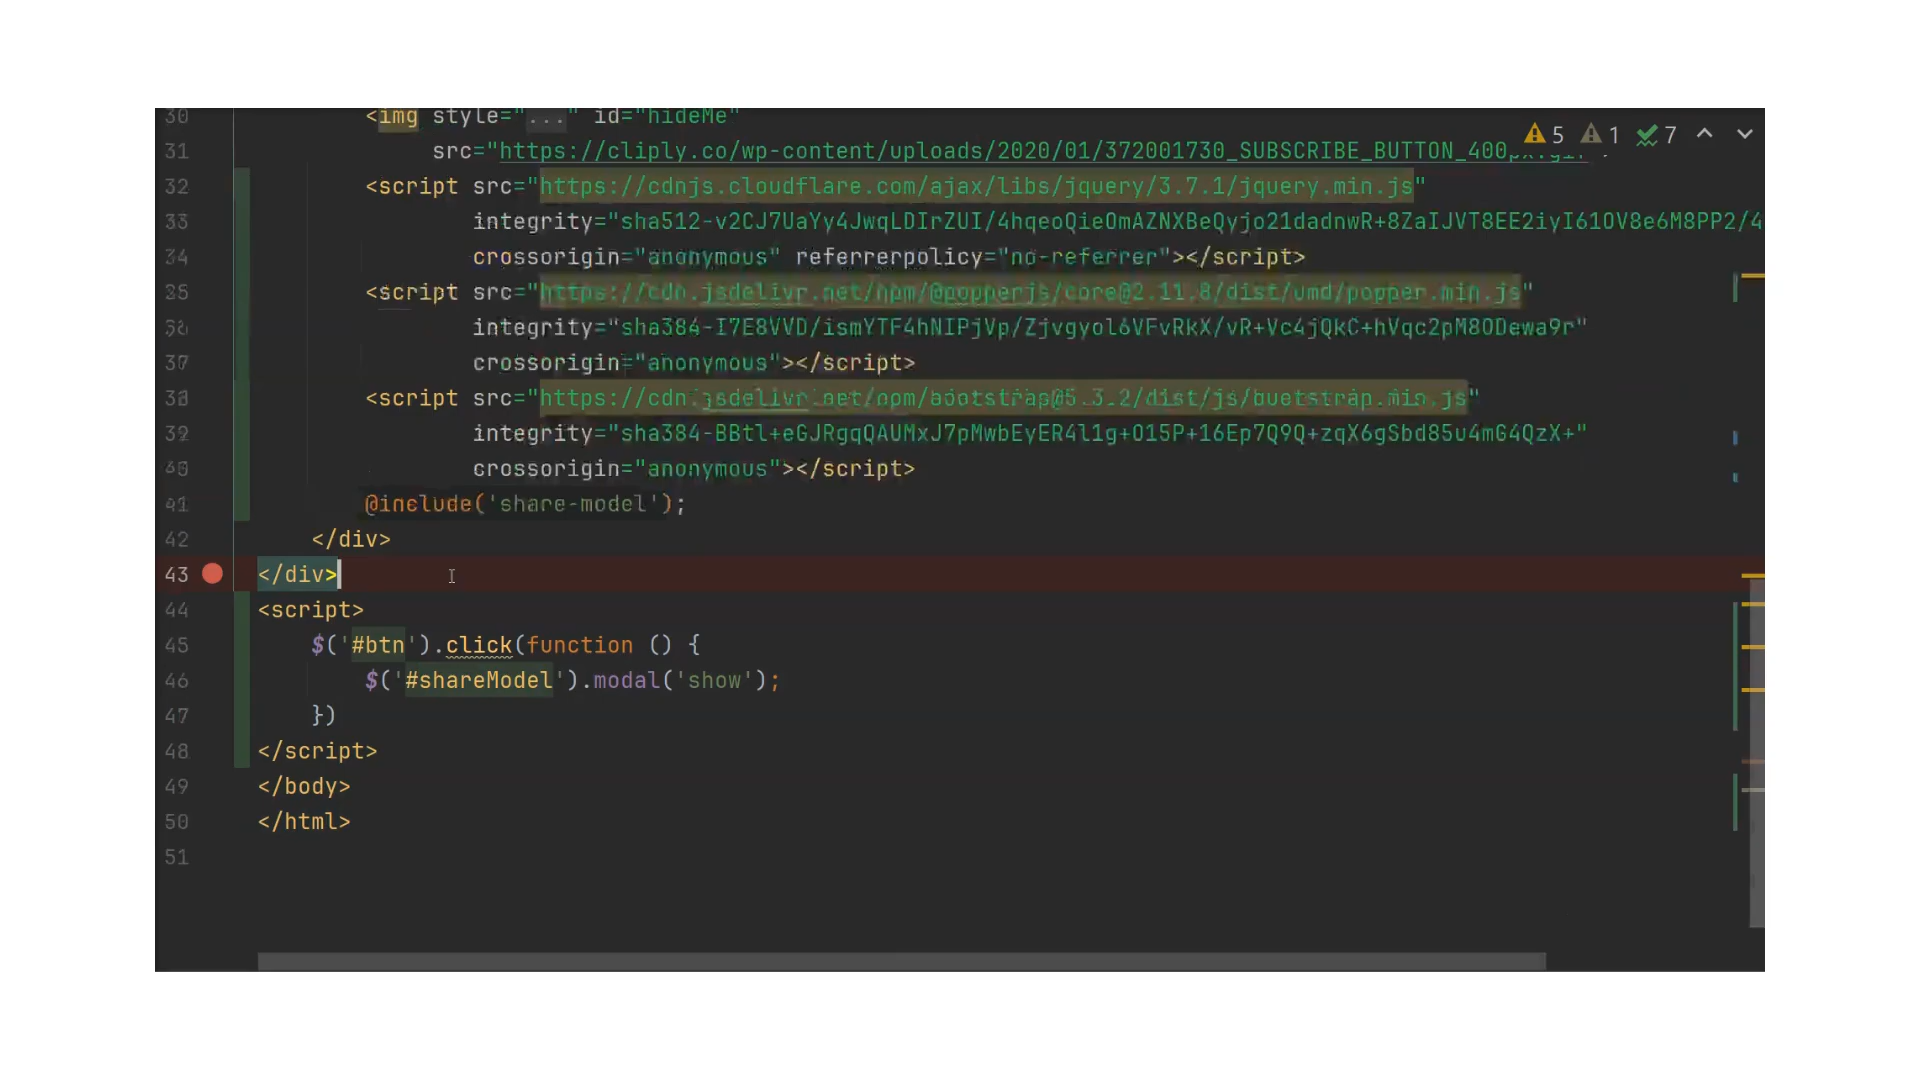 30 <img style="..." id="hideMe"
⚠ 5 ⚠ 1 ✓ 7
31 src="https://cliply.co/wp-content/uploads/2020/01/372001730_SUBSCRIBE_BUTTON_400px.gif">
32 <script src="https://cdnjs.cloudflare.com/ajax/libs/jquery/3.7.1/jquery.min.js"
33 integrity="sha512-v2CJ7UaYy4JwqLDIrZUI/4hqeoQieOmAZNXBeQyjo21dadnwR+8ZaIJVT8EE2iyI61OV8e6M8PP2/4
34 crossorigin="anonymous" referrerpolicy="no-referrer"></script>
35 <script src="https://cdn.jsdelivr.net/npm/@popperjs/core@2.11.8/dist/umd/popper.min.js"
36 integrity="sha384-I7E8VVD/ismYTF4hNIPjVp/Zjvgyol6VFvRkX/vR+Vc4jQkC+hVqc2pM8ODewa9r"
37 crossorigin="anonymous"></script>
38 <script src="https://cdn.jsdelivr.net/npm/bootstrap@5.3.2/dist/js/bootstrap.min.js"
39 integrity="sha384-BBtl+eGJRgqQAUMxJ7pMwbEyER4l1g+O15P+16Ep7Q9Q+zqX6gSbd85u4mG4QzX+"
40 crossorigin="anonymous"></script>
41 @include('share-model');
42 </div>
43 </div>
44 <script>
45 $('#btn').click(function () {
46 $('#shareModel').modal('show');
47 })
48 </script>
49 </body>
50 </html>
51